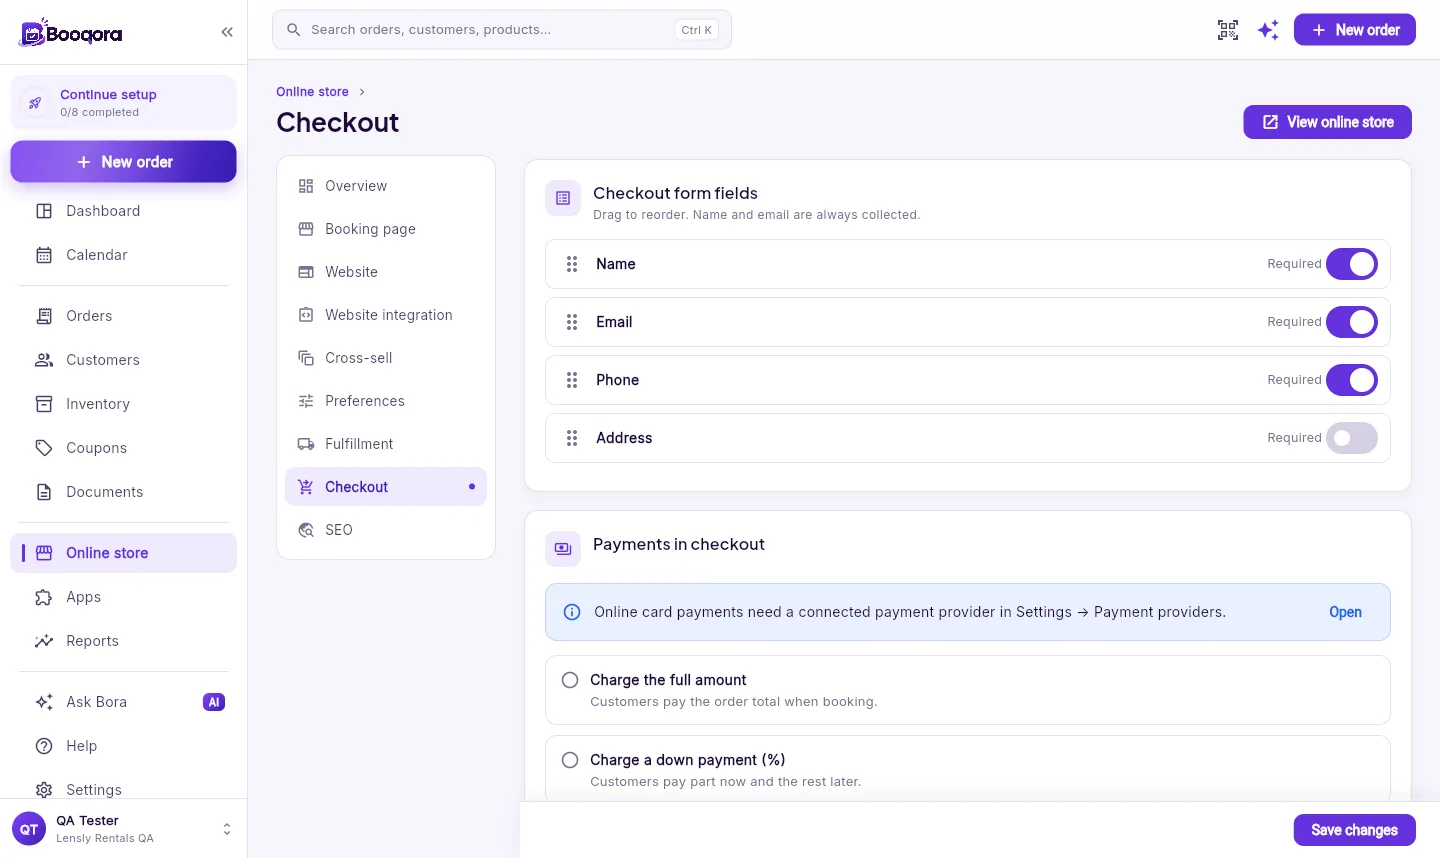 Booqora
Search orders, customers, products...
Ctrl K
New order
Continue setup
0/8 completed
New order
Dashboard
Calendar
Orders
Customers
Inventory
Coupons
Documents
Online store
Apps
Reports
Ask Bora
AI
Help
Settings
QT
QA Tester
Lensly Rentals QA
Online store
Checkout
View online store
Overview
Booking page
Website
Website integration
Cross-sell
Preferences
Fulfillment
Checkout
SEO
Checkout form fields
Drag to reorder. Name and email are always collected.
Name
Required
Email
Required
Phone
Required
Address
Required
Payments in checkout
Online card payments need a connected payment provider in Settings → Payment providers.
Open
Charge the full amount
Customers pay the order total when booking.
Charge a down payment (%)
Customers pay part now and the rest later.
Save changes